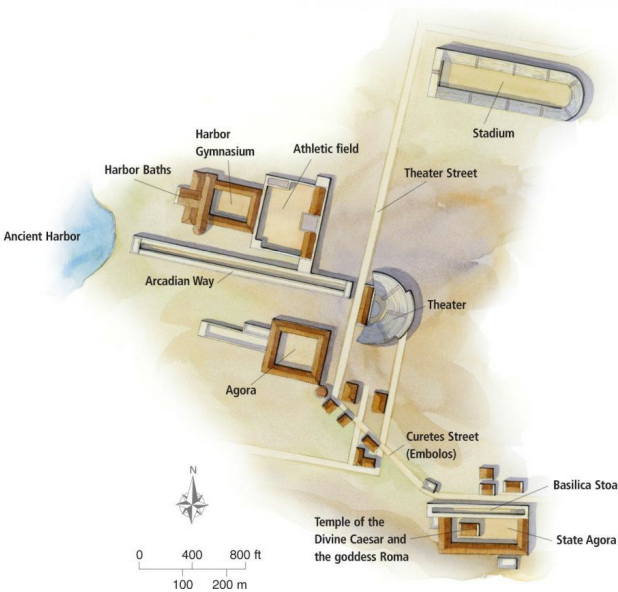 Stadium
Harbor
Gymnasium
Athletic field
Harbor Baths
Theater Street
Ancient Harbor
Arcadian Way
Theater
Agora
Curetes Street
(Embolos)
N
Basilica Stoa
Temple of the
Divine Caesar and
the goddess Roma
State Agora
0 400 800 ft
100 200 m